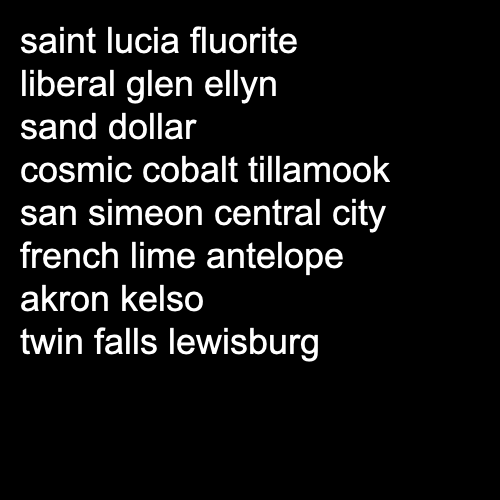 saint lucia fluorite
liberal glen ellyn
sand dollar
cosmic cobalt tillamook
san simeon central city
french lime antelope
akron kelso
twin falls lewisburg